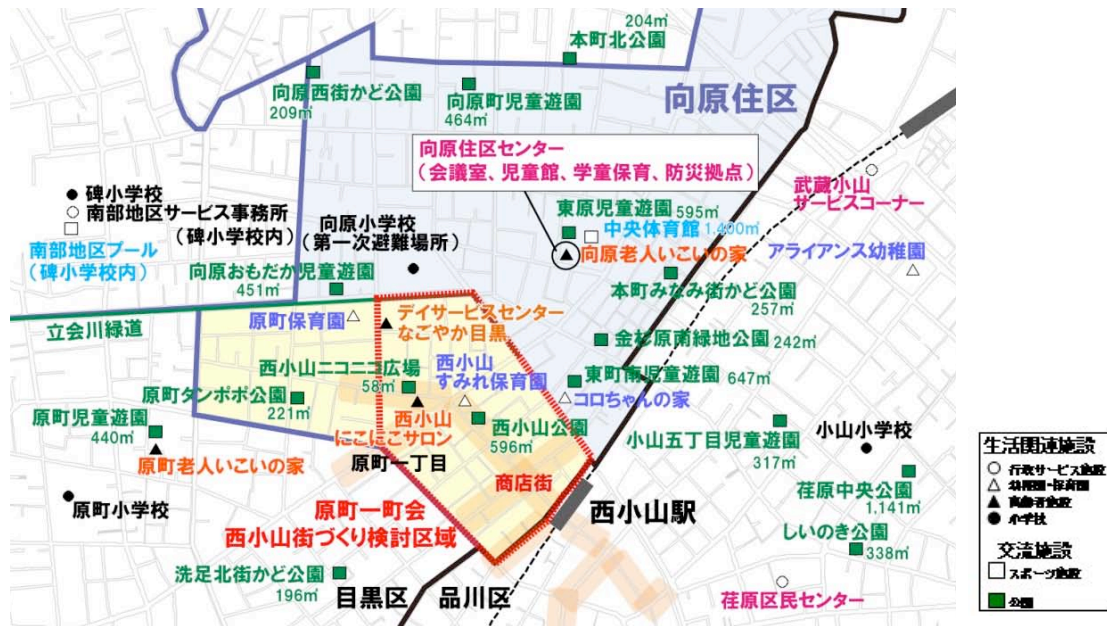 204㎡
本町北公園
向原西街かど公園
209㎡
向原町児童遊園
464㎡
向原住区
向原住区センター
(会議室、児童館、学童保育、防災拠点)
武蔵小山
サービスコーナー
碑小学校
南部地区サービス事務所
(碑小学校内)
南部地区プール
(碑小学校内)
向原小学校
(第一次避難場所)
東原児童遊園 595㎡
中央体育館 1,400㎡
向原老人いこいの家
アライアンス幼稚園
向原おもだか児童遊園
451㎡
本町みなみ街かど公園
257㎡
立会川緑道
原町保育園
デイサービスセンター
なごやか目黒
金杉原南緑地公園 242㎡
西小山ニコニコ広場
58㎡
西小山
すみれ保育園
東町南児童遊園 647㎡
コロちゃんの家
原町タンポポ公園
221㎡
原町児童遊園
440㎡
原町老人いこいの家
西小山
にこにこサロン
西小山公園
596㎡
小山五丁目児童遊園
317㎡
小山小学校
原町一丁目
商店街
原町小学校
原町一町会
西小山街づくり検討区域
西小山駅
荏原中央公園
1,141㎡
しいのき公園
338㎡
洗足北街かど公園
196㎡
目黒区
品川区
荏原区民センター
生活関連施設
行政サービス施設
幼稚園・保育園
高齢者施設
小学校
交流施設
スポーツ施設
公園